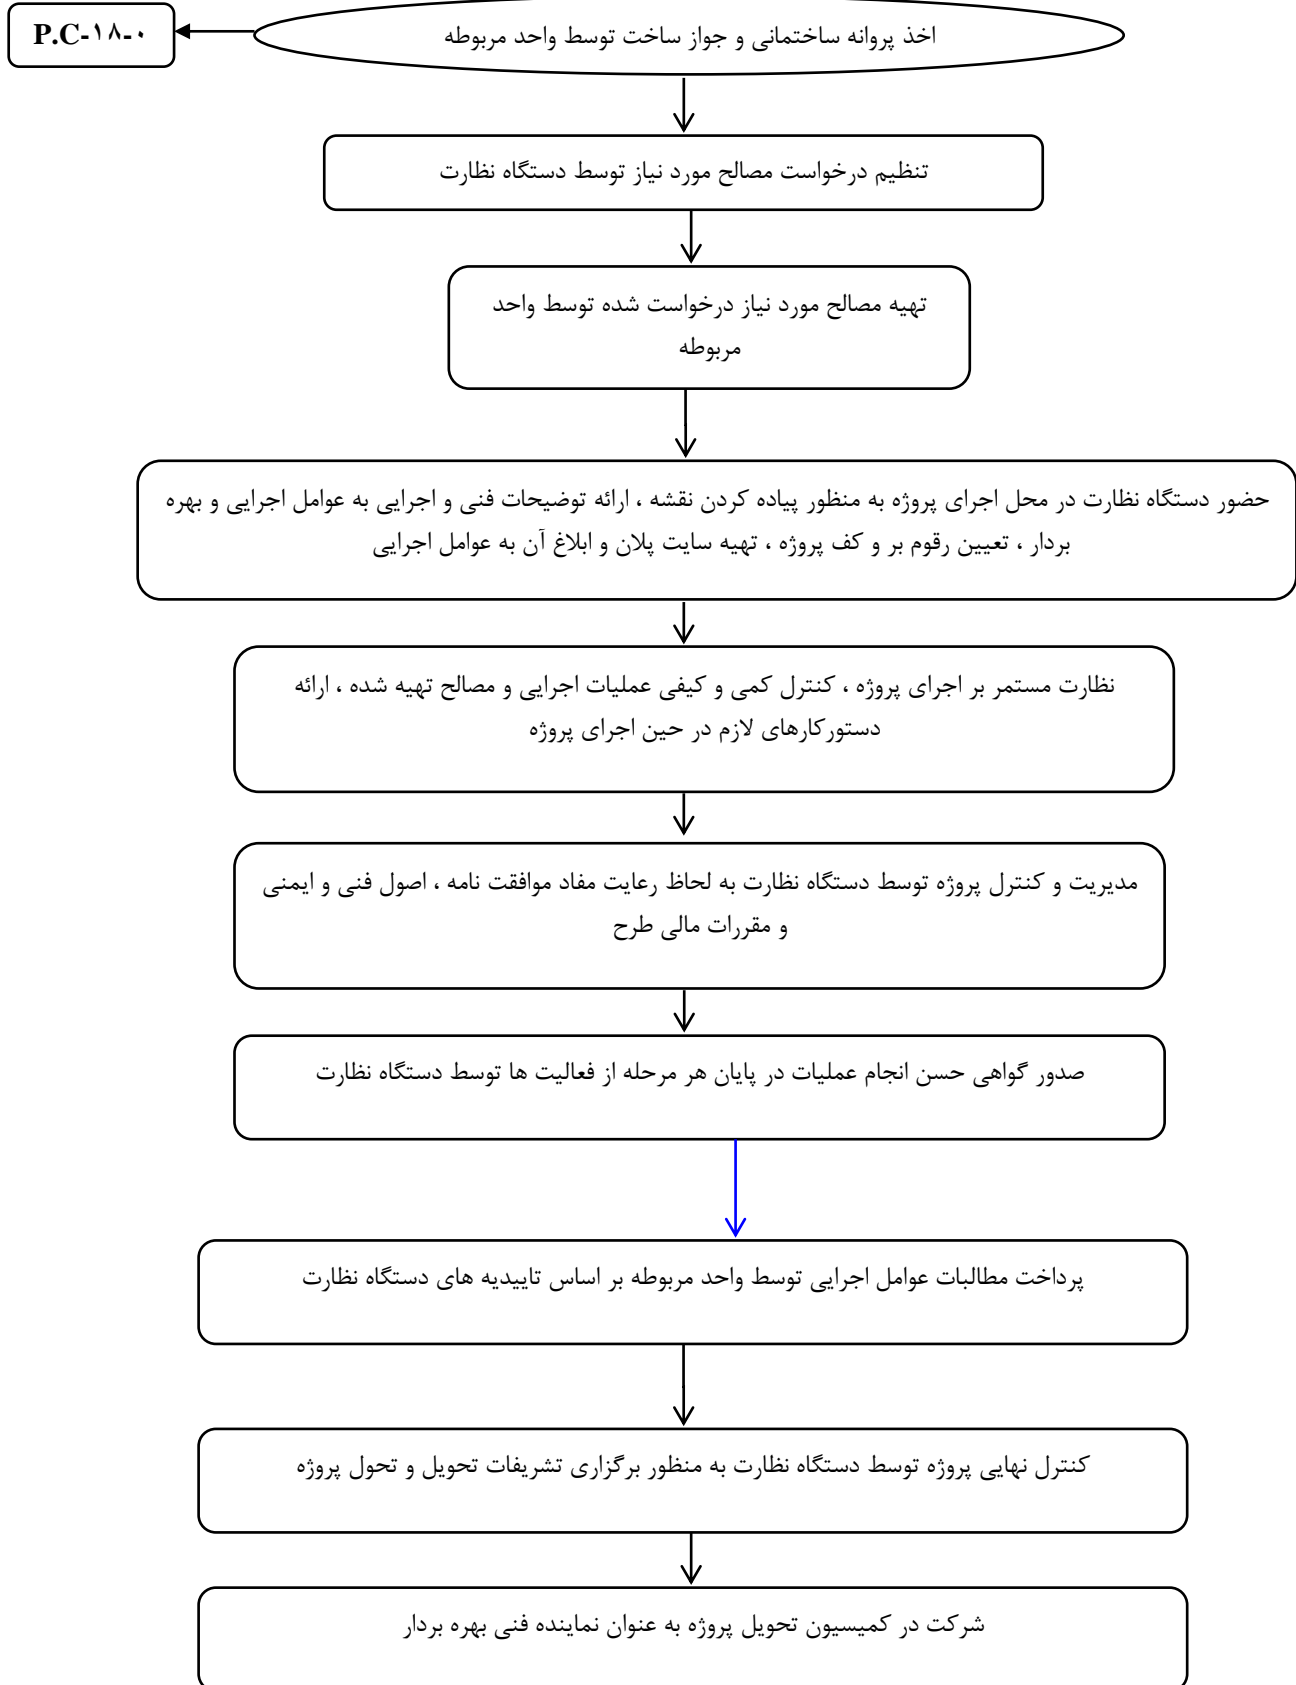 P.C-۱۸-۰
اخذ پروانه ساختمانی و جواز ساخت توسط واحد مربوطه
تنظیم درخواست مصالح مورد نیاز توسط دستگاه نظارت
تهیه مصالح مورد نیاز درخواست شده توسط واحد
مربوطه
حضور دستگاه نظارت در محل اجرای پروژه به منظور پیاده کردن نقشه ، ارائه توضیحات فنی و اجرایی به عوامل اجرایی و بهره
بردار ، تعیین رقوم بر و کف پروژه ، تهیه سایت پلان و ابلاغ آن به عوامل اجرایی
نظارت مستمر بر اجرای پروژه ، کنترل کمی و کیفی عملیات اجرایی و مصالح تهیه شده ، ارائه
دستورکارهای لازم در حین اجرای پروژه
مدیریت و کنترل پروژه توسط دستگاه نظارت به لحاظ رعایت مفاد موافقت نامه ، اصول فنی و ایمنی
و مقررات مالی طرح
صدور گواهی حسن انجام عملیات در پایان هر مرحله از فعالیت ها توسط دستگاه نظارت
پرداخت مطالبات عوامل اجرایی توسط واحد مربوطه بر اساس تاییدیه های دستگاه نظارت
کنترل نهایی پروژه توسط دستگاه نظارت به منظور برگزاری تشریفات تحویل و تحول پروژه
شرکت در کمیسیون تحویل پروژه به عنوان نماینده فنی بهره بردار